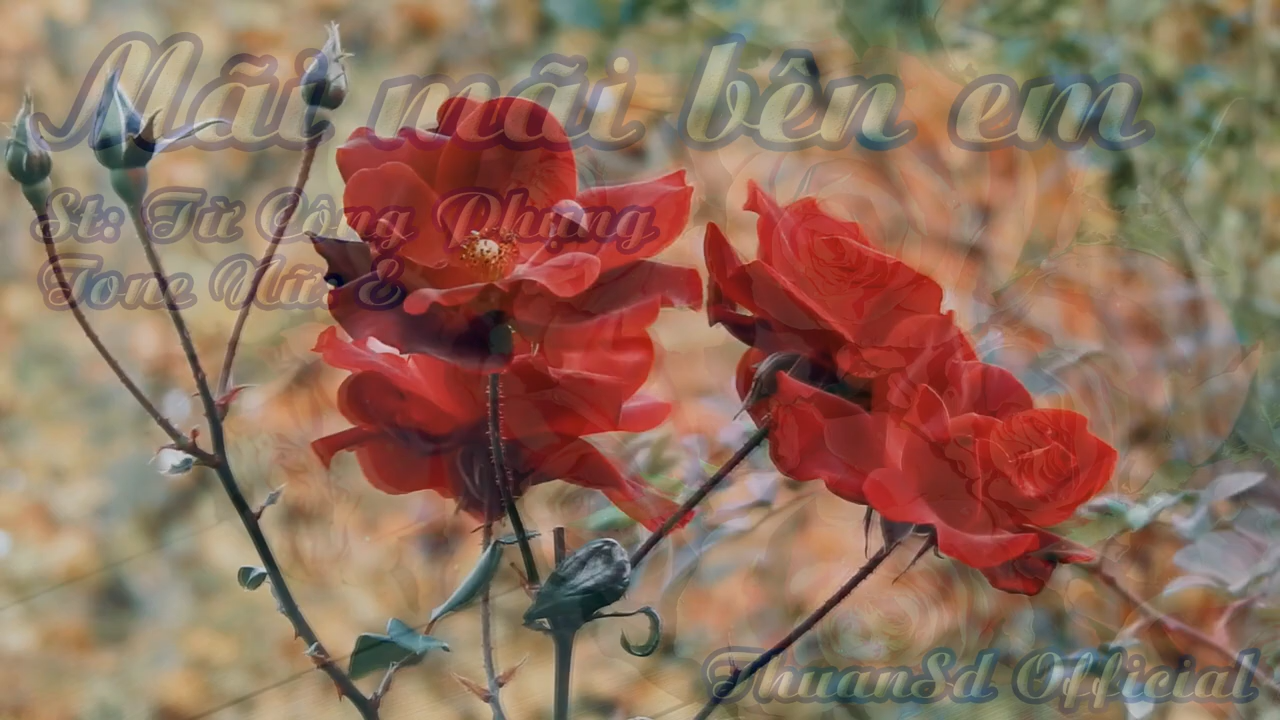 Mãi mãi bên em
St: Từ Công Phụng
Tone Nữ: E
ThuanSd Official